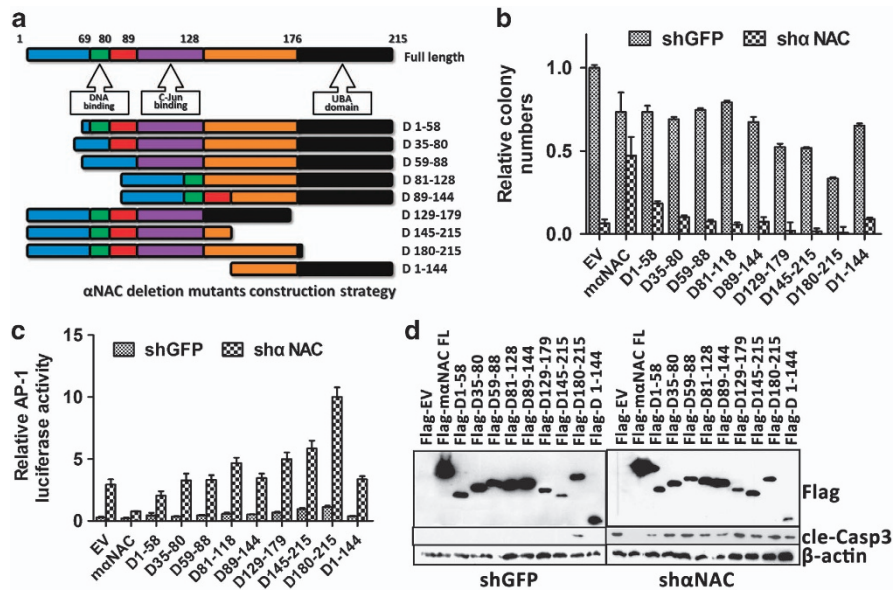 a
1 69 80 89 128 176 215
Full length
DNA binding
C-Jun binding
UBA domain
D 1-58
D 35-80
D 59-88
D 81-128
D 89-144
D 129-179
D 145-215
D 180-215
D 1-144
αNAC deletion mutants construction strategy
b
shGFP shα NAC
Relative colony numbers
1.0
0.5
0.0
EV mαNAC D1-58 D35-80 D59-88 D81-118 D89-144 D129-179 D145-215 D180-215 D1-144
c
shGFP shα NAC
Relative AP-1 luciferase activity
15
10
5
0
EV mαNAC D1-58 D35-80 D59-88 D81-118 D89-144 D129-179 D145-215 D180-215 D1-144
d
Flag-EV Flag-mαNAC FL Flag-D1-58 Flag-D35-80 Flag-D59-88 Flag-D81-128 Flag-D89-144 Flag-D129-179 Flag-D145-215 Flag-D180-215 Flag-D 1-144
Flag-EV Flag-mαNAC FL Flag-D1-58 Flag-D35-80 Flag-D59-88 Flag-D81-128 Flag-D89-144 Flag-D129-179 Flag-D145-215 Flag-D180-215 Flag-D 1-144
Flag
cle-Casp3
β-actin
shGFP shαNAC